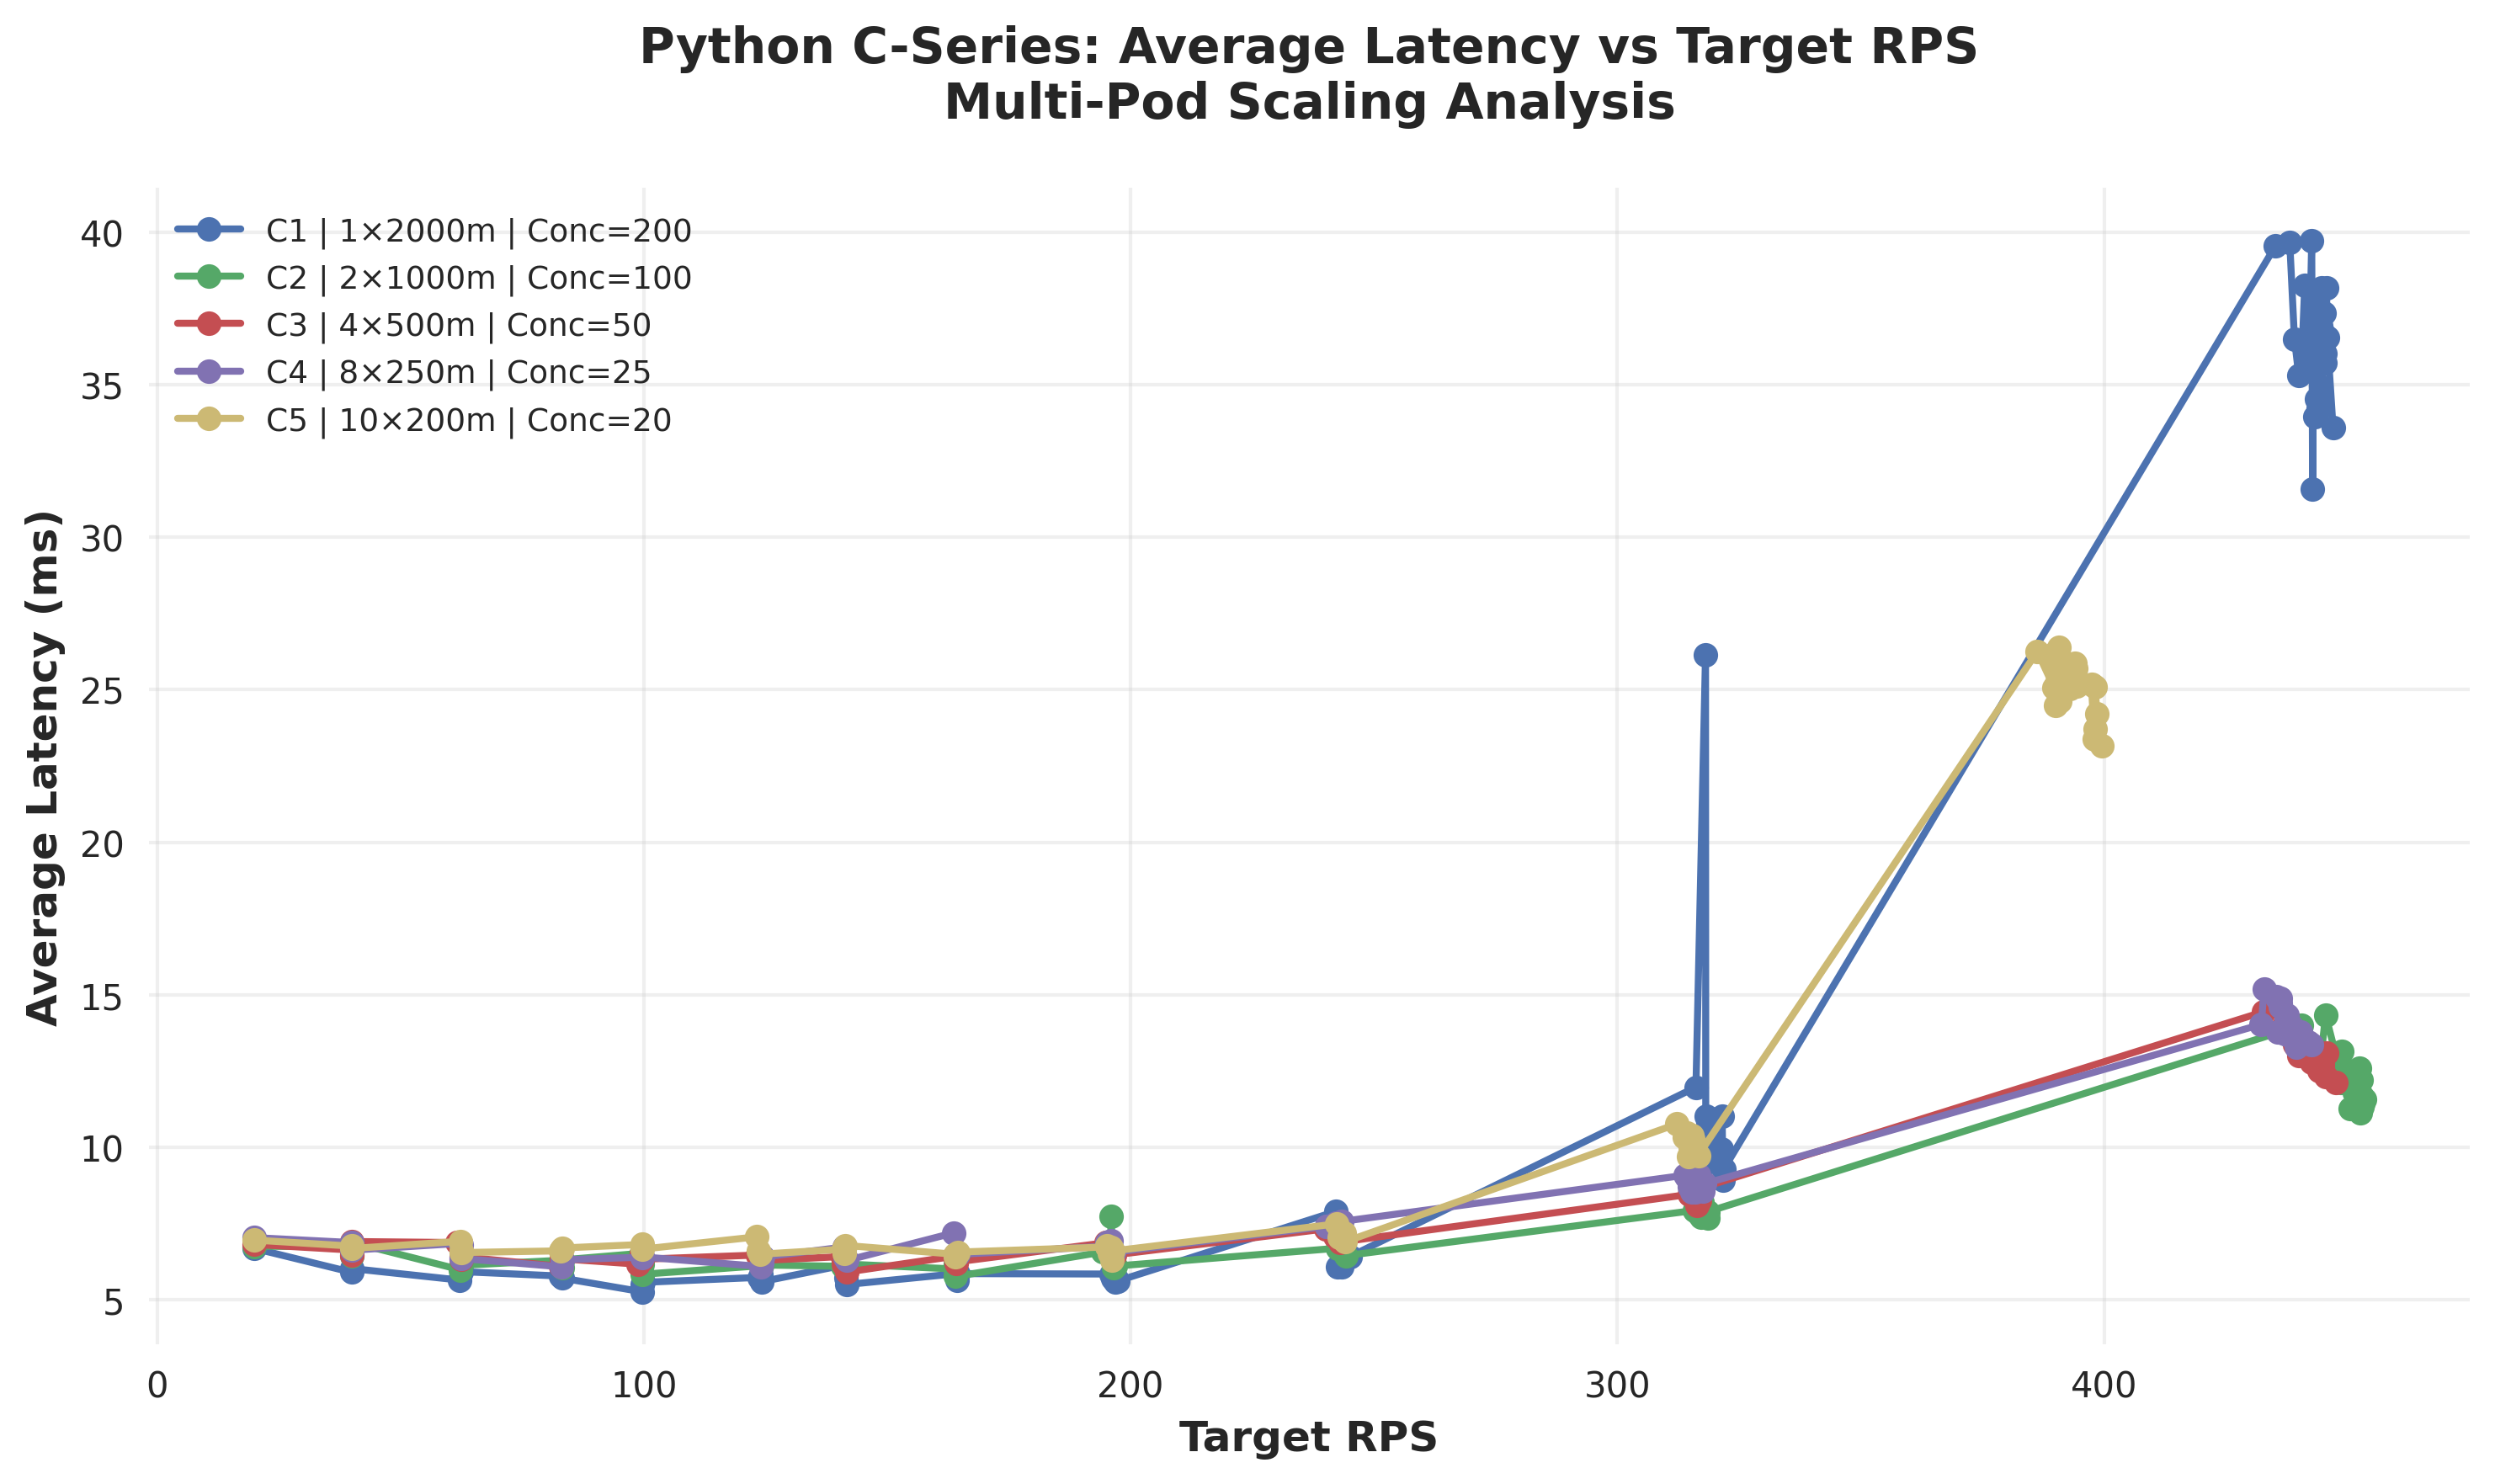 Python C-Series: Average Latency vs Target RPS
Multi-Pod Scaling Analysis
C1 | 1×2000m | Conc=200
C2 | 2×1000m | Conc=100
C3 | 4×500m | Conc=50
C4 | 8×250m | Conc=25
C5 | 10×200m | Conc=20
Average Latency (ms)
40
35
30
25
20
15
10
5
0 100 200 300 400
Target RPS